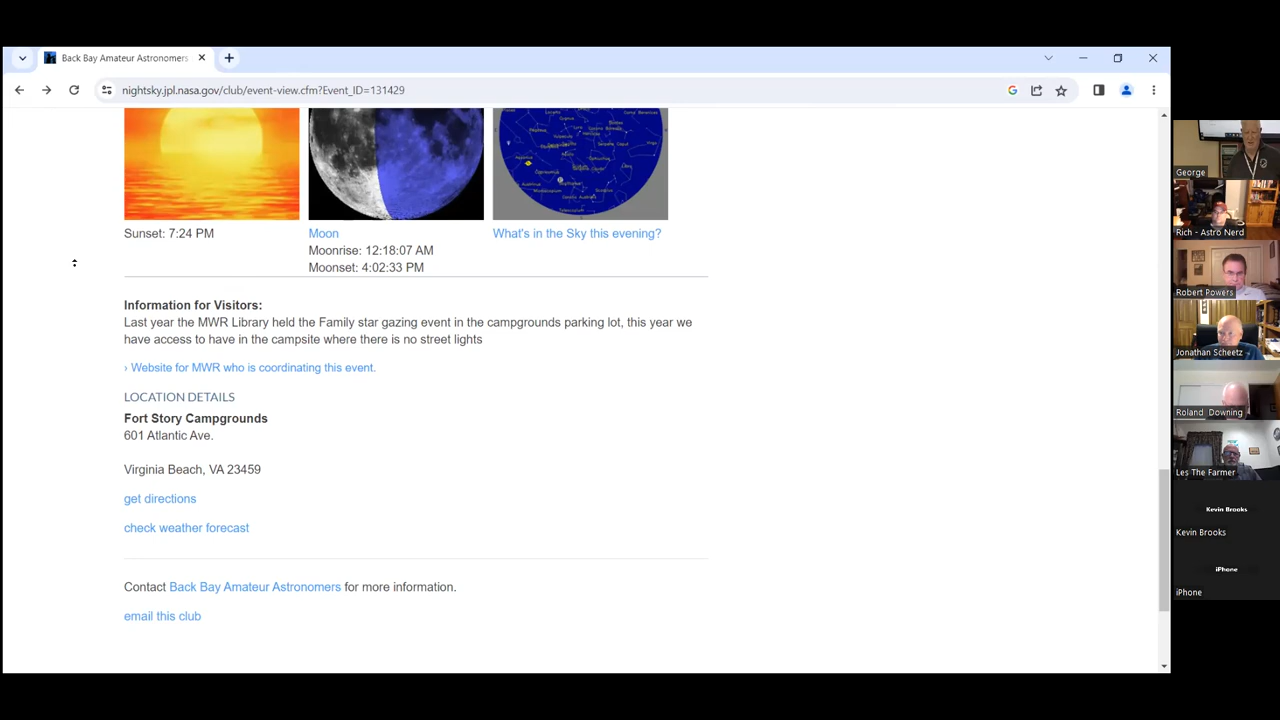 Back Bay Amateur Astronomers
nightsky.jpl.nasa.gov/club/event-view.cfm?Event_ID=131429
Sunset: 7:24 PM
Moon
Moonrise: 12:18:07 AM
Moonset: 4:02:33 PM
What's in the Sky this evening?
Information for Visitors:
Last year the MWR Library held the Family star gazing event in the campgrounds parking lot, this year we
have access to have in the campsite where there is no street lights
› Website for MWR who is coordinating this event.
LOCATION DETAILS
Fort Story Campgrounds
601 Atlantic Ave.
Virginia Beach, VA 23459
get directions
check weather forecast
Contact Back Bay Amateur Astronomers for more information.
email this club
George
Rich - Astro Nerd
Robert Powers
Jonathan Scheetz
Roland Downing
Les The Farmer
Kevin Brooks
Kevin Brooks
iPhone
iPhone